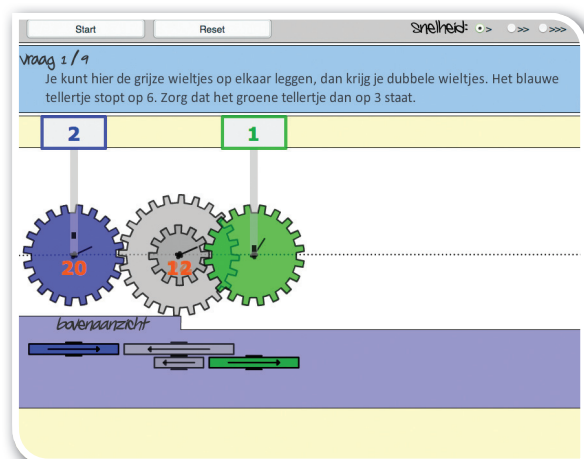 Start Reset snelheid: > >> >>>
vraag 1/9
Je kunt hier de grijze wieltjes op elkaar leggen, dan krijg je dubbele wieltjes. Het blauwe
tellertje stopt op 6. Zorg dat het groene tellertje dan op 3 staat.
2 1
20 12
bovenaanzicht